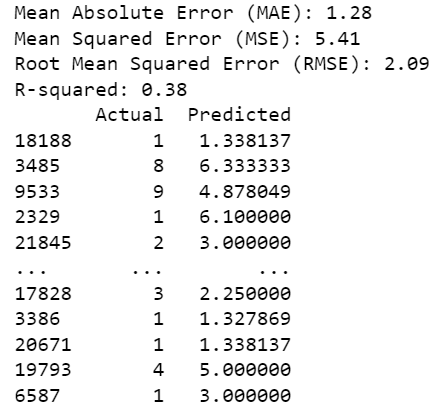 Mean Absolute Error (MAE): 1.28
Mean Squared Error (MSE): 5.41
Root Mean Squared Error (RMSE): 2.09
R-squared: 0.38
Actual Predicted
18188 1 1.338137
3485 8 6.333333
9533 9 4.878049
2329 1 6.100000
21845 2 3.000000
... ... ...
17828 3 2.250000
3386 1 1.327869
20671 1 1.338137
19793 4 5.000000
6587 1 3.000000